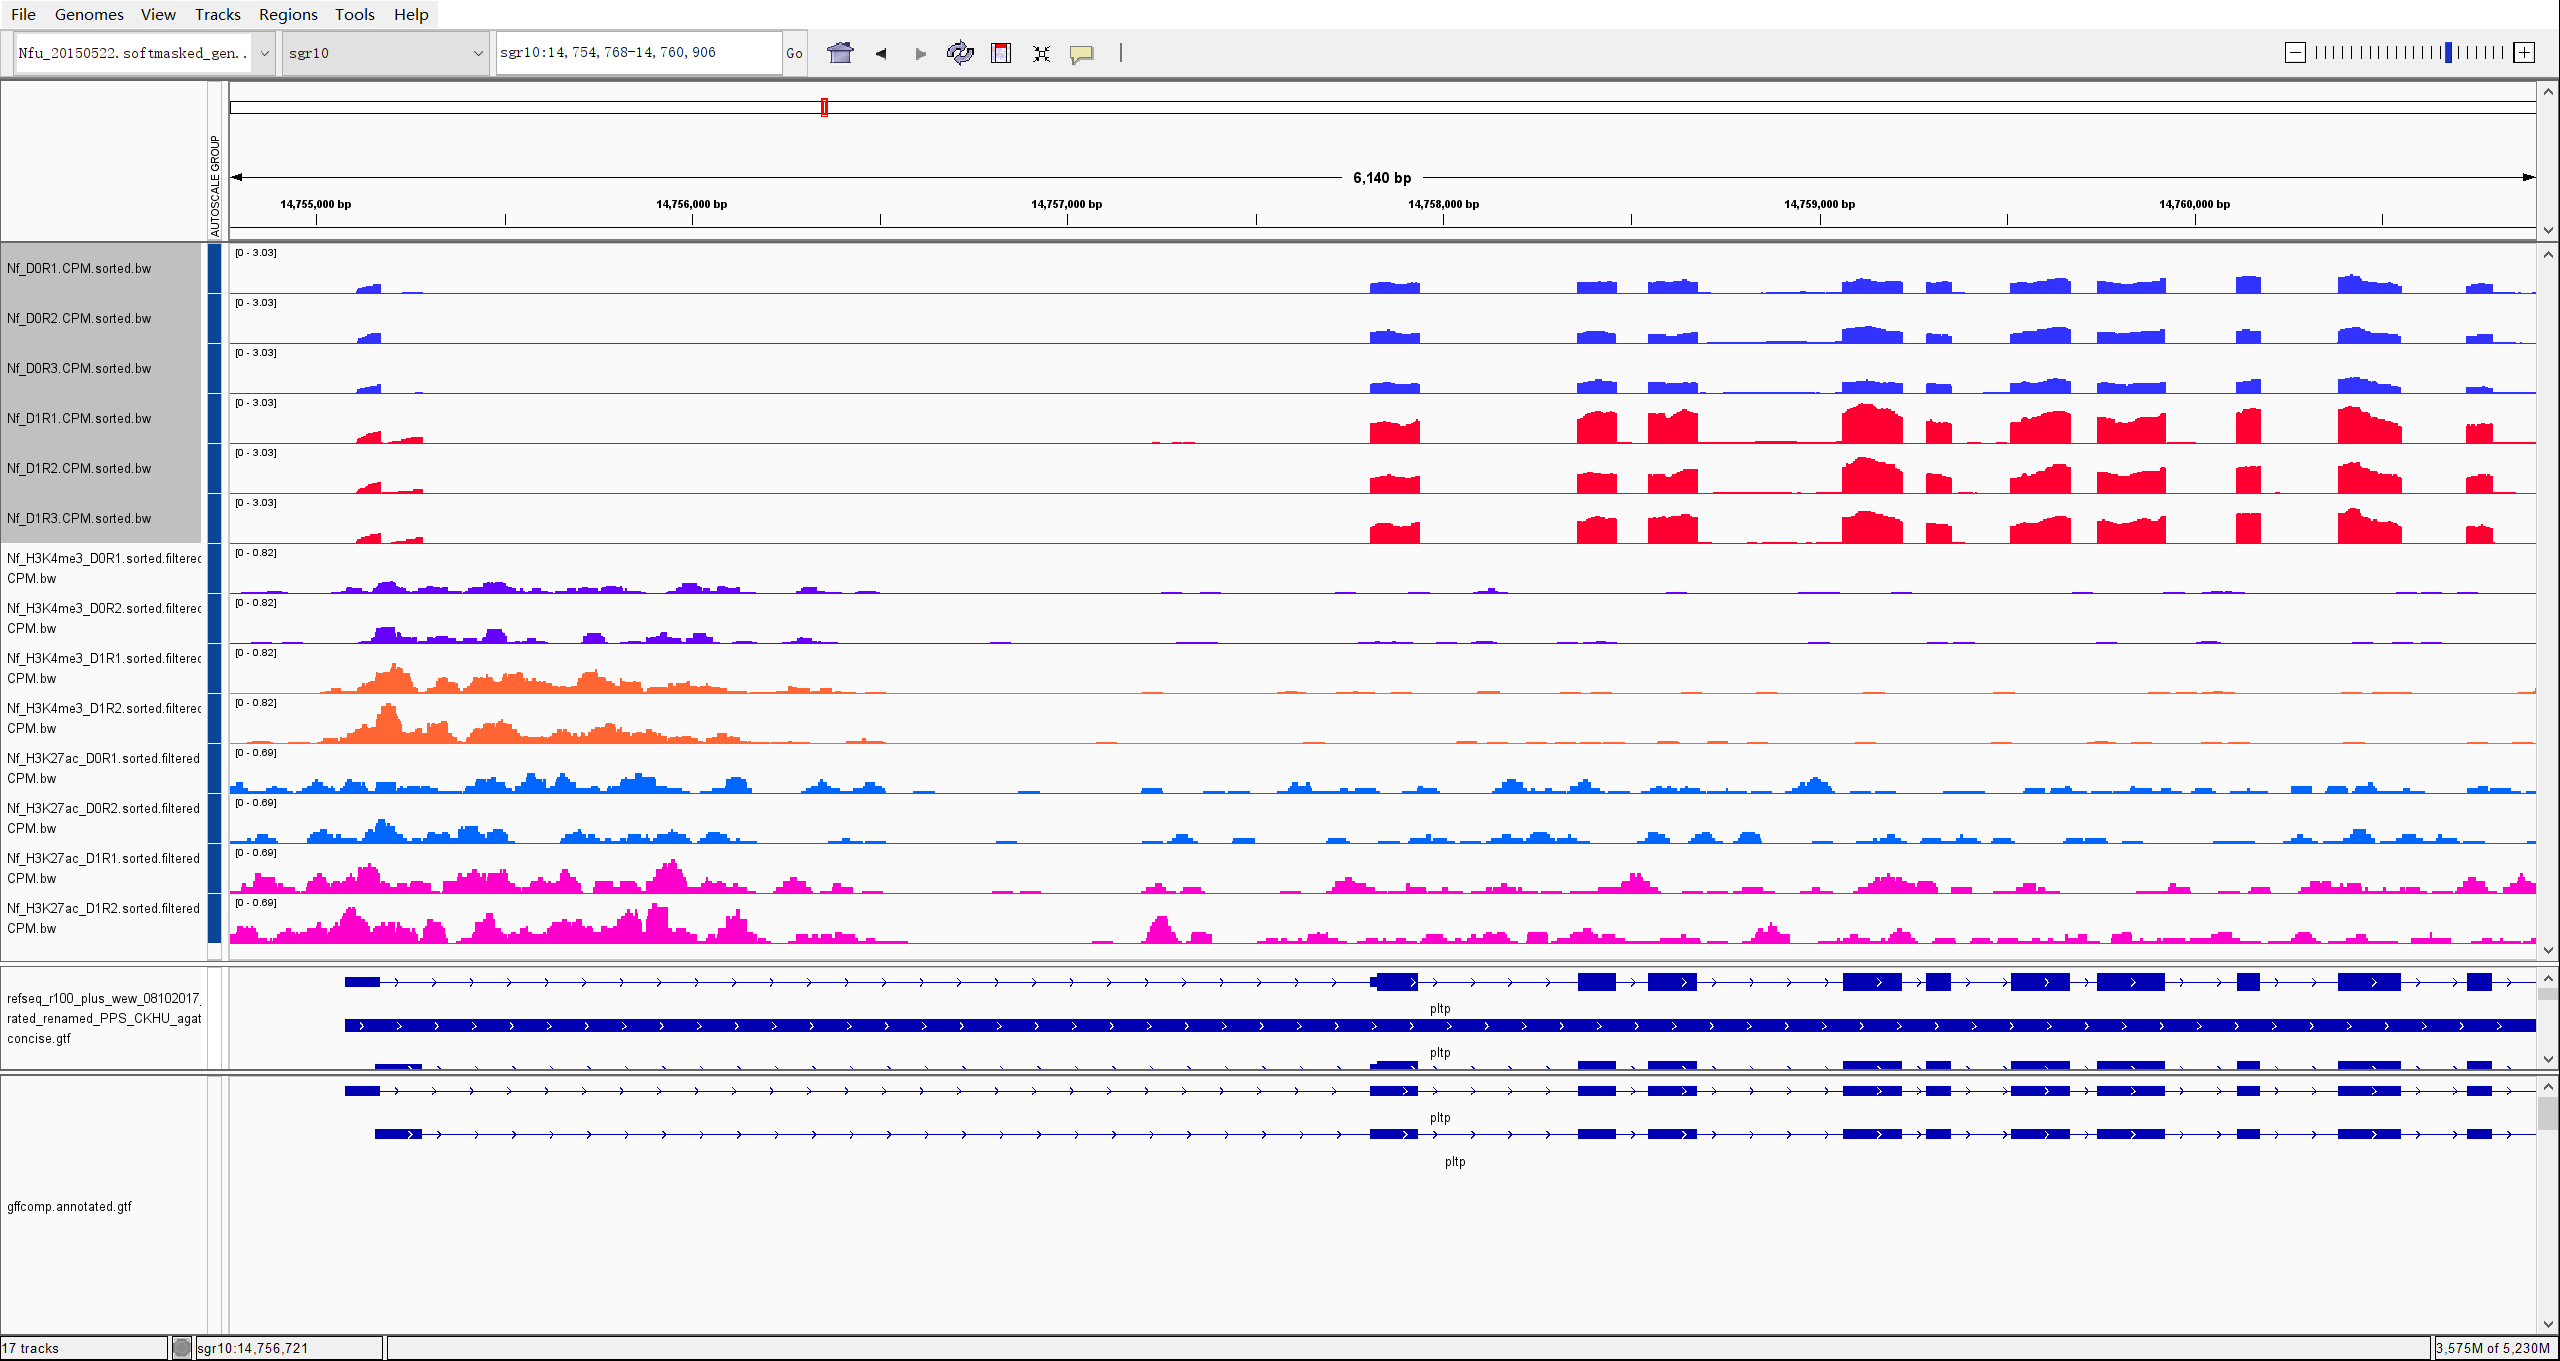 File Genomes View Tracks Regions Tools Help
Nfu_20150522.softmasked_gen.. sgr10 sgr10:14,754,768-14,760,906 Go
AUTOSCALE GROUP
6,140 bp
14,755,000 bp 14,756,000 bp 14,757,000 bp 14,758,000 bp 14,759,000 bp 14,760,000 bp
[0 - 3.03]
Nf_D0R1.CPM.sorted.bw
[0 - 3.03]
Nf_D0R2.CPM.sorted.bw
[0 - 3.03]
Nf_D0R3.CPM.sorted.bw
[0 - 3.03]
Nf_D1R1.CPM.sorted.bw
[0 - 3.03]
Nf_D1R2.CPM.sorted.bw
[0 - 3.03]
Nf_D1R3.CPM.sorted.bw
[0 - 0.82]
Nf_H3K4me3_D0R1.sorted.filtered
CPM.bw
[0 - 0.82]
Nf_H3K4me3_D0R2.sorted.filtered
CPM.bw
[0 - 0.82]
Nf_H3K4me3_D1R1.sorted.filtered
CPM.bw
[0 - 0.82]
Nf_H3K4me3_D1R2.sorted.filtered
CPM.bw
[0 - 0.69]
Nf_H3K27ac_D0R1.sorted.filtered
CPM.bw
[0 - 0.69]
Nf_H3K27ac_D0R2.sorted.filtered
CPM.bw
[0 - 0.69]
Nf_H3K27ac_D1R1.sorted.filtered
CPM.bw
[0 - 0.69]
Nf_H3K27ac_D1R2.sorted.filtered
CPM.bw
refseq_r100_plus_wew_08102017_
rated_renamed_PPS_CKHU_agat
concise.gtf
pltp
pltp
pltp
pltp
gffcomp.annotated.gtf
17 tracks sgr10:14,756,721 3,575M of 5,230M